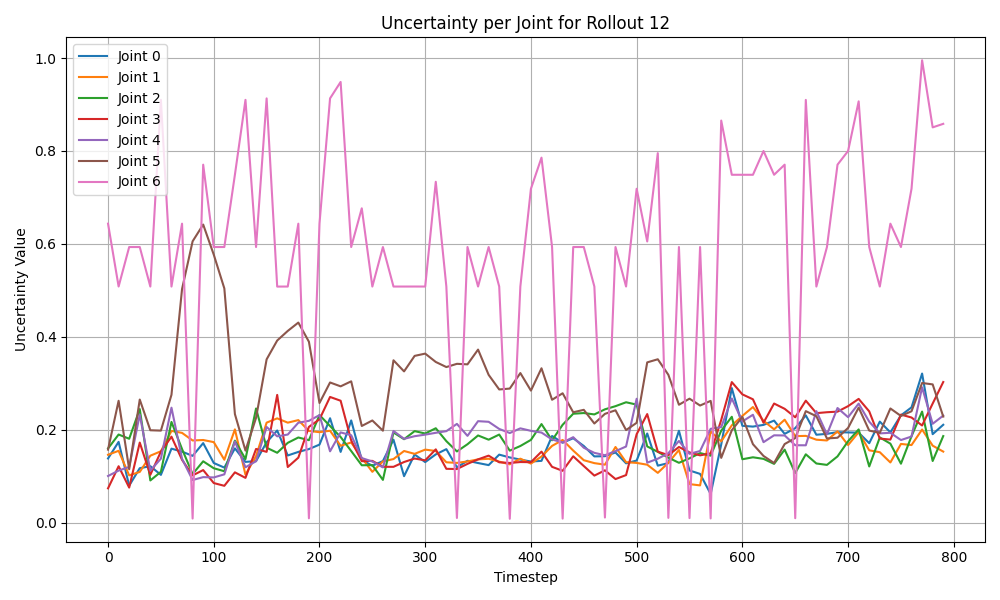 Uncertainty per Joint for Rollout 12
Joint 0
Joint 1
Joint 2
Joint 3
Joint 4
Joint 5
Joint 6
Uncertainty Value
1.0
0.8
0.6
0.4
0.2
0.0
0 100 200 300 400 500 600 700 800
Timestep